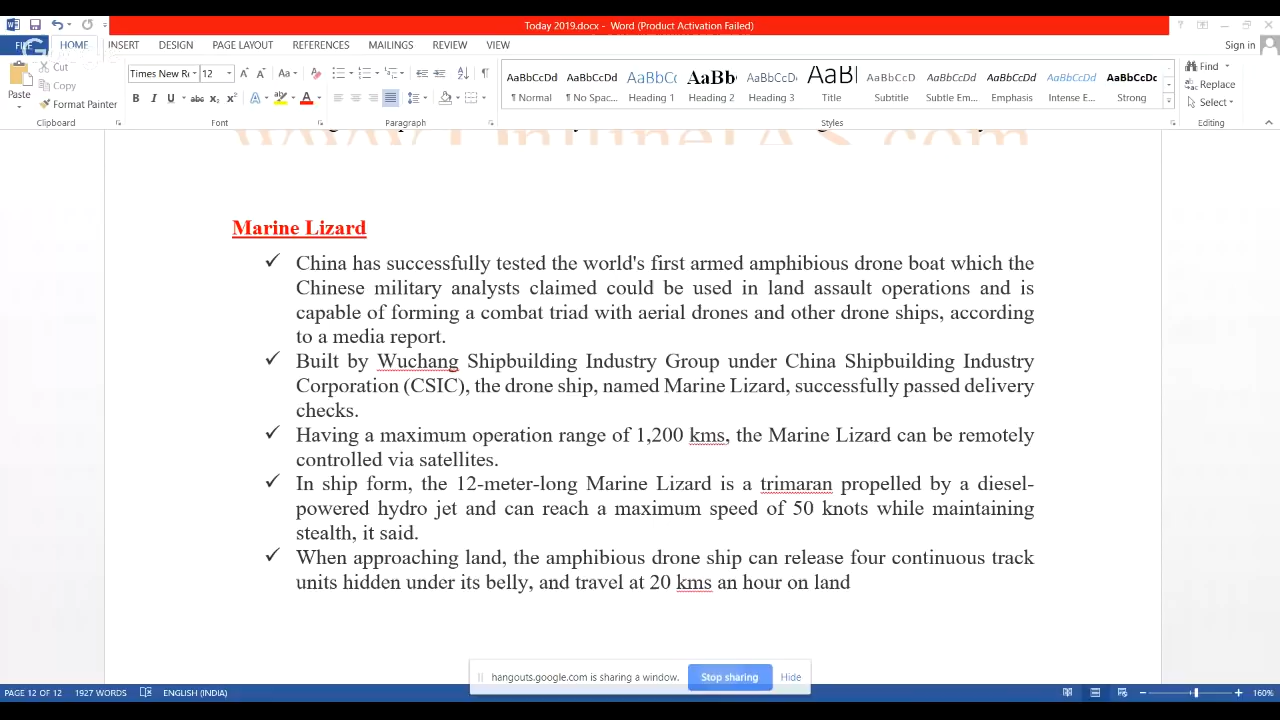 Today 2019.docx - Word (Product Activation Failed)
FILE HOME INSERT DESIGN PAGE LAYOUT REFERENCES MAILINGS REVIEW VIEW Sign in
Cut
Copy
Paste
Format Painter
Clipboard
Times New Ro 12
Font
Paragraph
AaBbCcDd AaBbCcDd AaBbCc AaBb AaBbCcD AaBl AaBbCcD AaBbCcDd AaBbCcDd AaBbCcDd AaBbCcDc
¶ Normal ¶ No Spac... Heading 1 Heading 2 Heading 3 Title Subtitle Subtle Em... Emphasis Intense E... Strong
Styles
Find
Replace
Select
Editing
Marine Lizard
✓ China has successfully tested the world's first armed amphibious drone boat which the
Chinese military analysts claimed could be used in land assault operations and is
capable of forming a combat triad with aerial drones and other drone ships, according
to a media report.
✓ Built by Wuchang Shipbuilding Industry Group under China Shipbuilding Industry
Corporation (CSIC), the drone ship, named Marine Lizard, successfully passed delivery
checks.
✓ Having a maximum operation range of 1,200 kms, the Marine Lizard can be remotely
controlled via satellites.
✓ In ship form, the 12-meter-long Marine Lizard is a trimaran propelled by a diesel-
powered hydro jet and can reach a maximum speed of 50 knots while maintaining
stealth, it said.
✓ When approaching land, the amphibious drone ship can release four continuous track
units hidden under its belly, and travel at 20 kms an hour on land
hangouts.google.com is sharing a window. Stop sharing Hide
PAGE 12 OF 12 1927 WORDS ENGLISH (INDIA) 160%